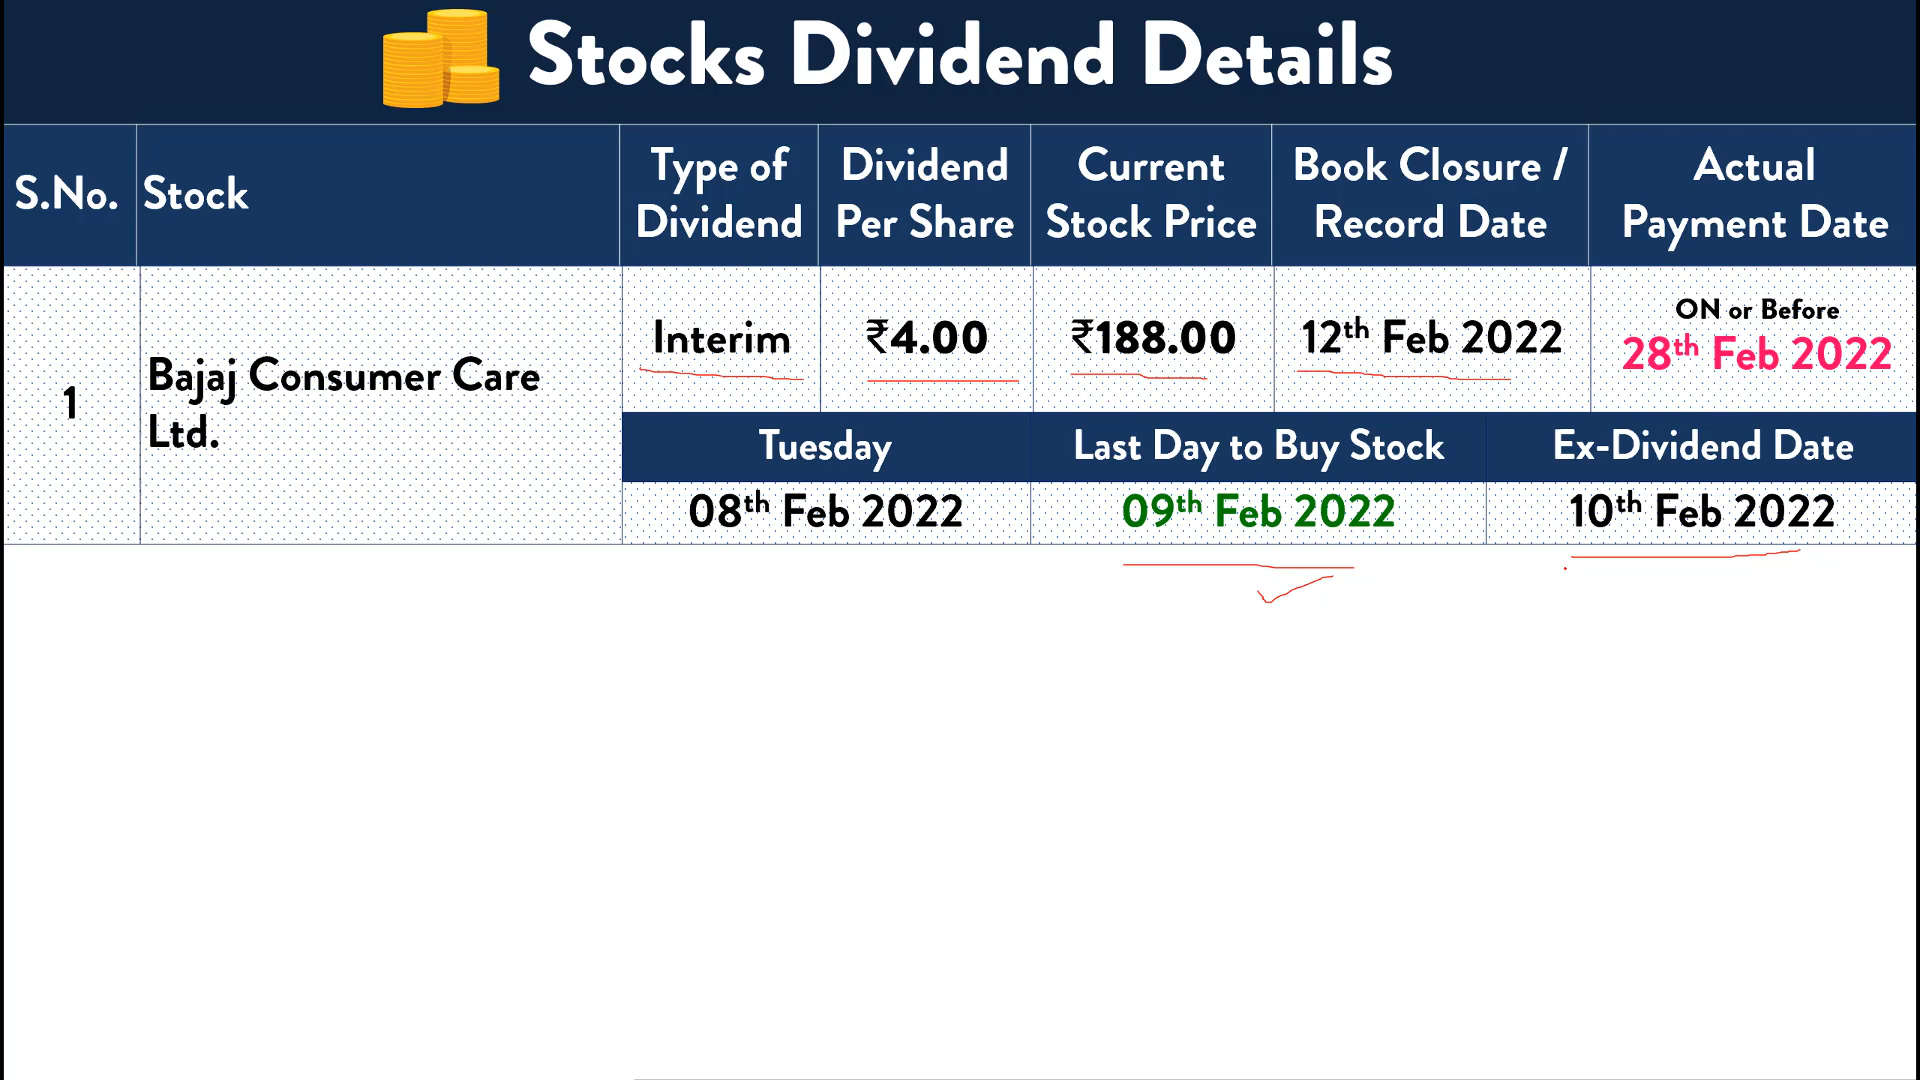 Stocks Dividend Details
S.No.
Stock
Type of
Dividend
Dividend
Per Share
Current
Stock Price
Book Closure /
Record Date
Actual
Payment Date
1
Bajaj Consumer Care
Ltd.
Interim
₹4.00
₹188.00
12th Feb 2022
ON or Before
28th Feb 2022
Tuesday
Last Day to Buy Stock
Ex-Dividend Date
08th Feb 2022
09th Feb 2022
10th Feb 2022